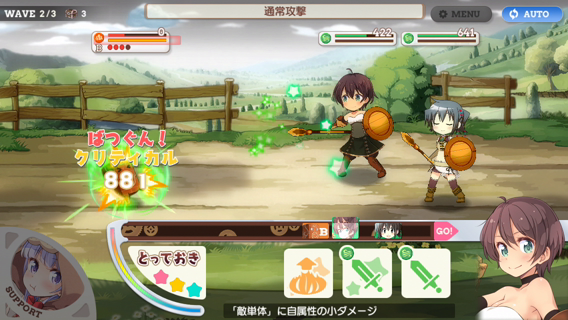 WAVE 2/3 3
通常攻撃
MENU
AUTO
0
422
641
B
ばつぐん!
クリティカル
881
B
GO!
とっておき
SUPPORT
「敵単体」に自属性の小ダメージ